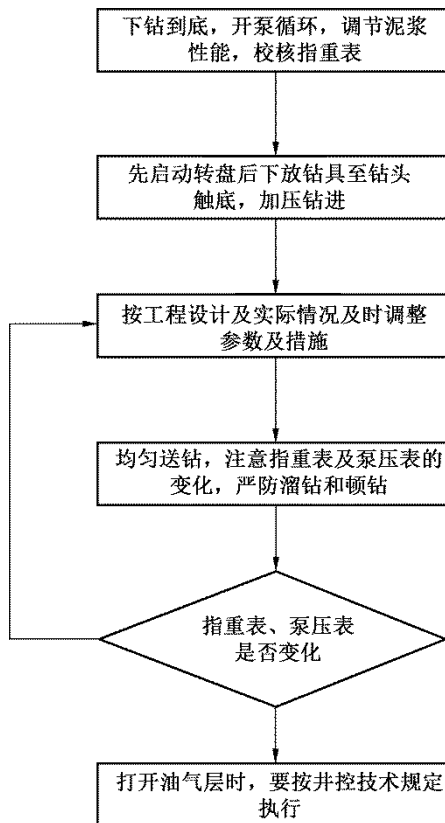 下钻到底，开泵循环，调节泥浆
性能，校核指重表
先启动转盘后下放钻具至钻头
触底，加压钻进
按工程设计及实际情况及时调整
参数及措施
均匀送钻，注意指重表及泵压表的
变化，严防溜钻和顿钻
指重表、泵压表
是否变化
打开油气层时，要按井控技术规定
执行